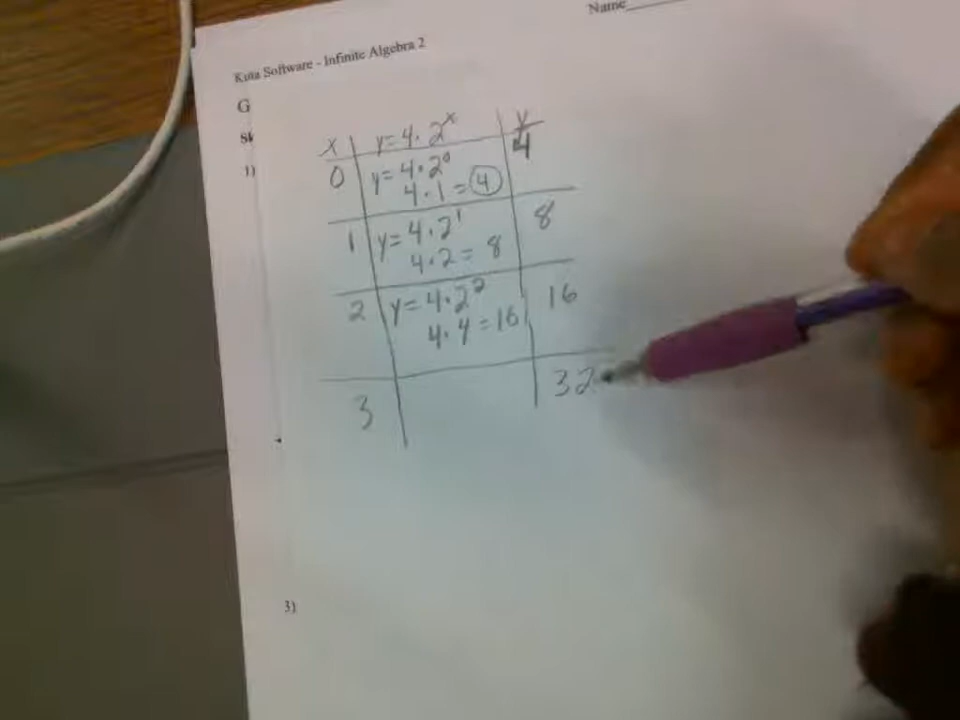 Name
Kuta Software - Infinite Algebra 2
G
Sk
1)
x y = 4 · 2^x y
0 y = 4 · 2^0 4
4 · 1 = 4
1 y = 4 · 2^1 8
4 · 2 = 8
2 y = 4 · 2^2 16
4 · 4 = 16
3 32
3)